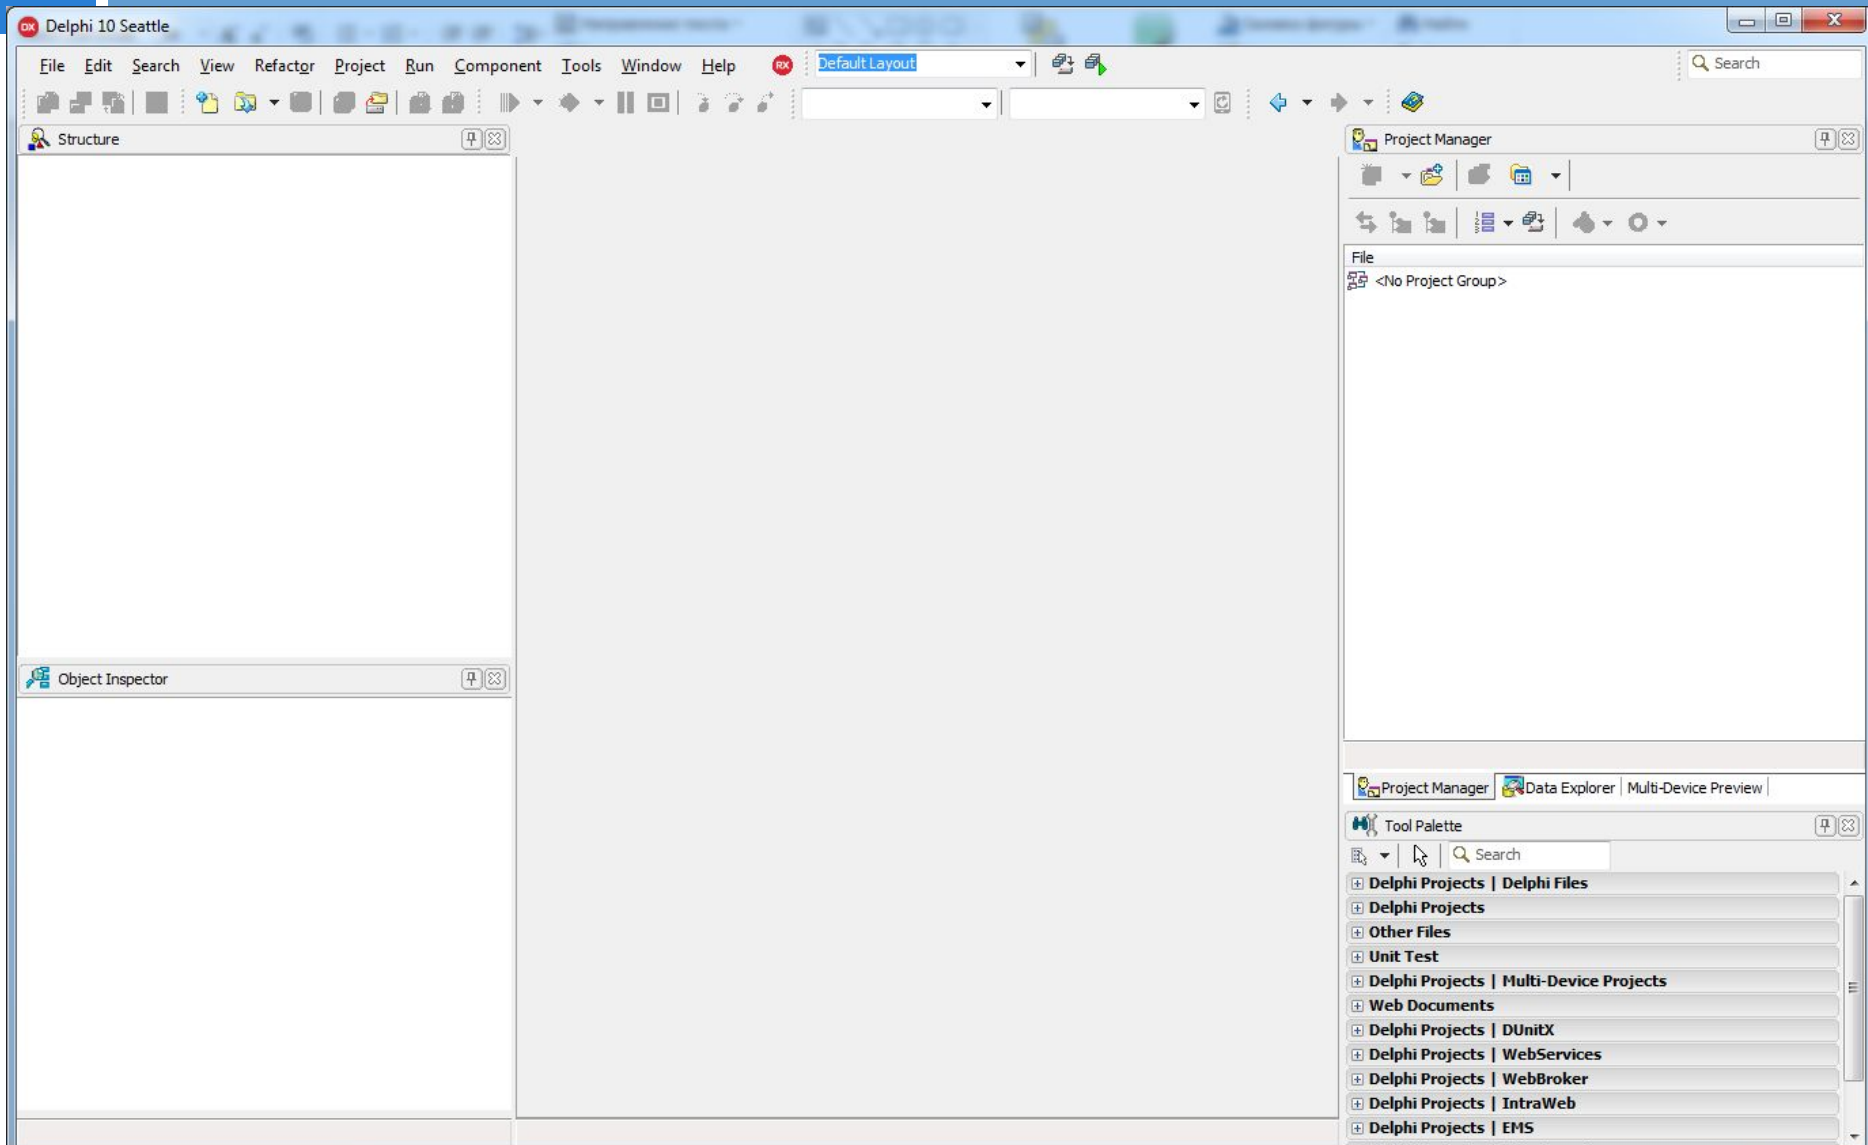 DX Delphi 10 Seattle
File Edit Search View Refactor Project Run Component Tools Window Help RX Default Layout Search
Structure
Project Manager
File
<No Project Group>
Object Inspector
Project Manager Data Explorer Multi-Device Preview
Tool Palette
Search
Delphi Projects | Delphi Files
Delphi Projects
Other Files
Unit Test
Delphi Projects | Multi-Device Projects
Web Documents
Delphi Projects | DUnitX
Delphi Projects | WebServices
Delphi Projects | WebBroker
Delphi Projects | IntraWeb
Delphi Projects | EMS